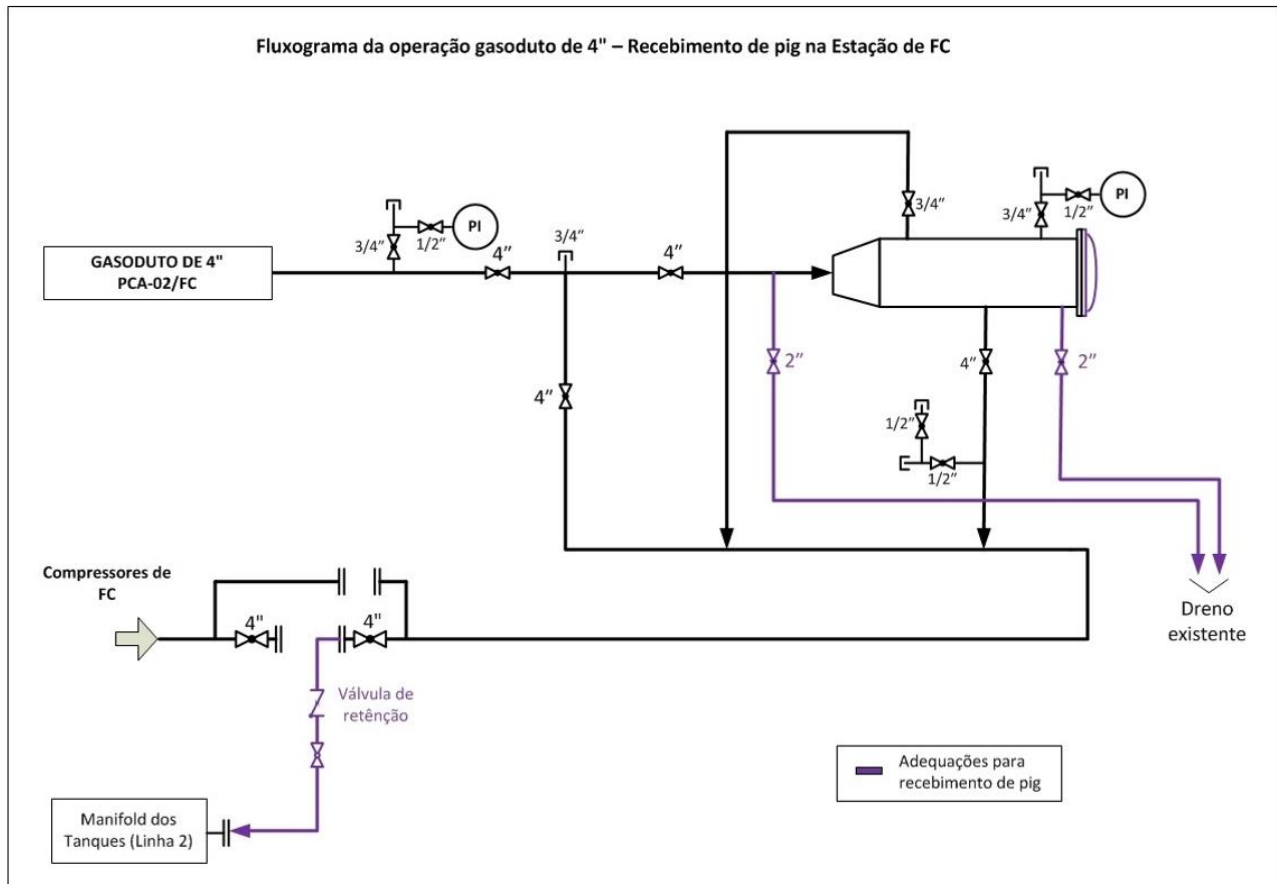 Fluxograma da operação gasoduto de 4" – Recebimento de pig na Estação de FC
3/4"
1/2"
PI
3/4"
1/2"
PI
3/4"
3/4"
4"
4"
GASODUTO DE 4"
PCA-02/FC
2"
4"
2"
4"
1/2"
1/2"
Compressores de
FC
4"
4"
Dreno
existente
Válvula de
retênção
Adequações para
recebimento de pig
Manifold dos
Tanques (Linha 2)